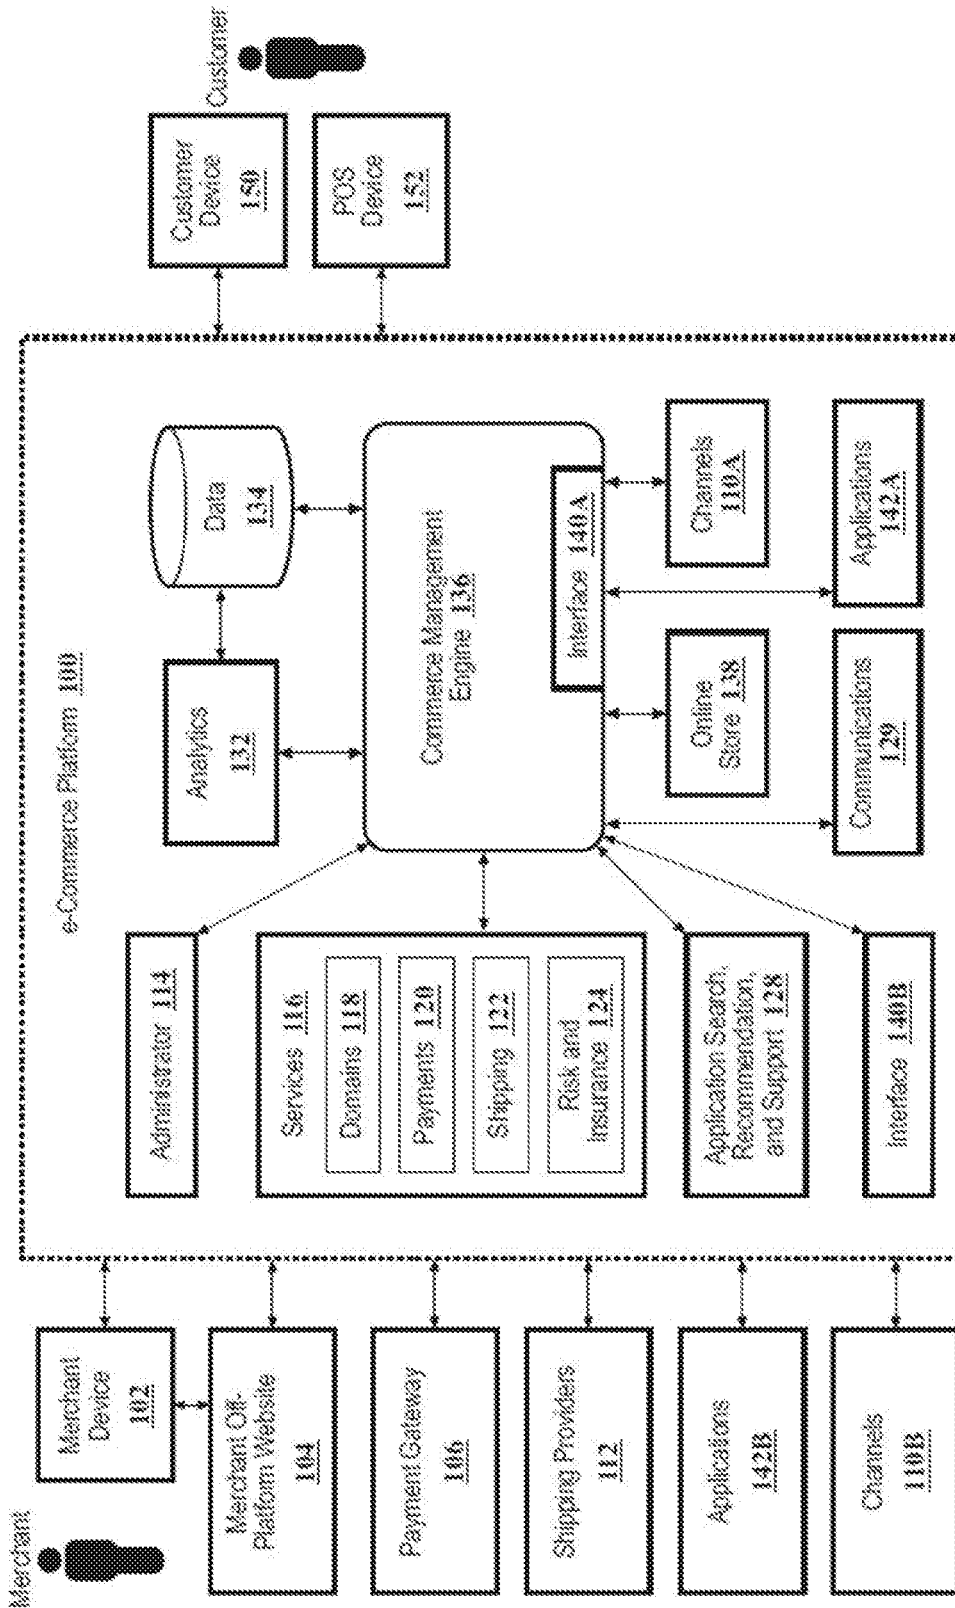 Merchant
Merchant
Device
102
Merchant Off-
Platform Website
104
Payment Gateway
106
Shipping Providers
112
Applications
142B
Channels
110B
e-Commerce Platform 100
Administrator 114
Services 116
Domains 118
Payments 120
Shipping 122
Risk and
Insurance 124
Application Search,
Recommendation,
and Support 128
Interface 140B
Analytics
132
Data
134
Commerce Management
Engine 136
Interface 140A
Online
Store 138
Channels
110A
Communications
129
Applications
142A
Customer
Device
150
POS
Device
152
Customer